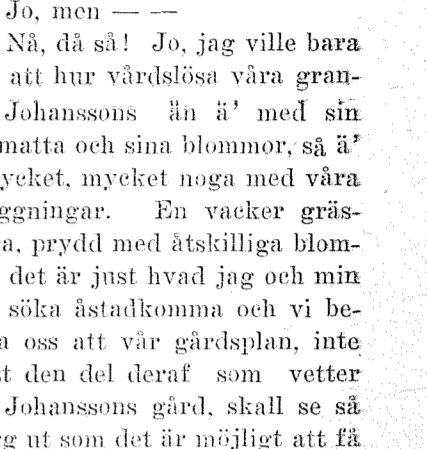 Jo, men — —
Nå, då så! Jo, jag ville bara
att hur vårdslösa våra gran-
Johanssons än ä' med sin
matta och sina blommor, så ä'
ycket, mycket noga med våra
ggningar. En vacker gräs-
a, prydd med åtskilliga blom-
det är just hvad jag och min
söka åstadkomma och vi be-
a oss att vår gårdsplan, inte
t den del deraf som vetter
Johanssons gård, skall se så
g ut som det är möjligt att få